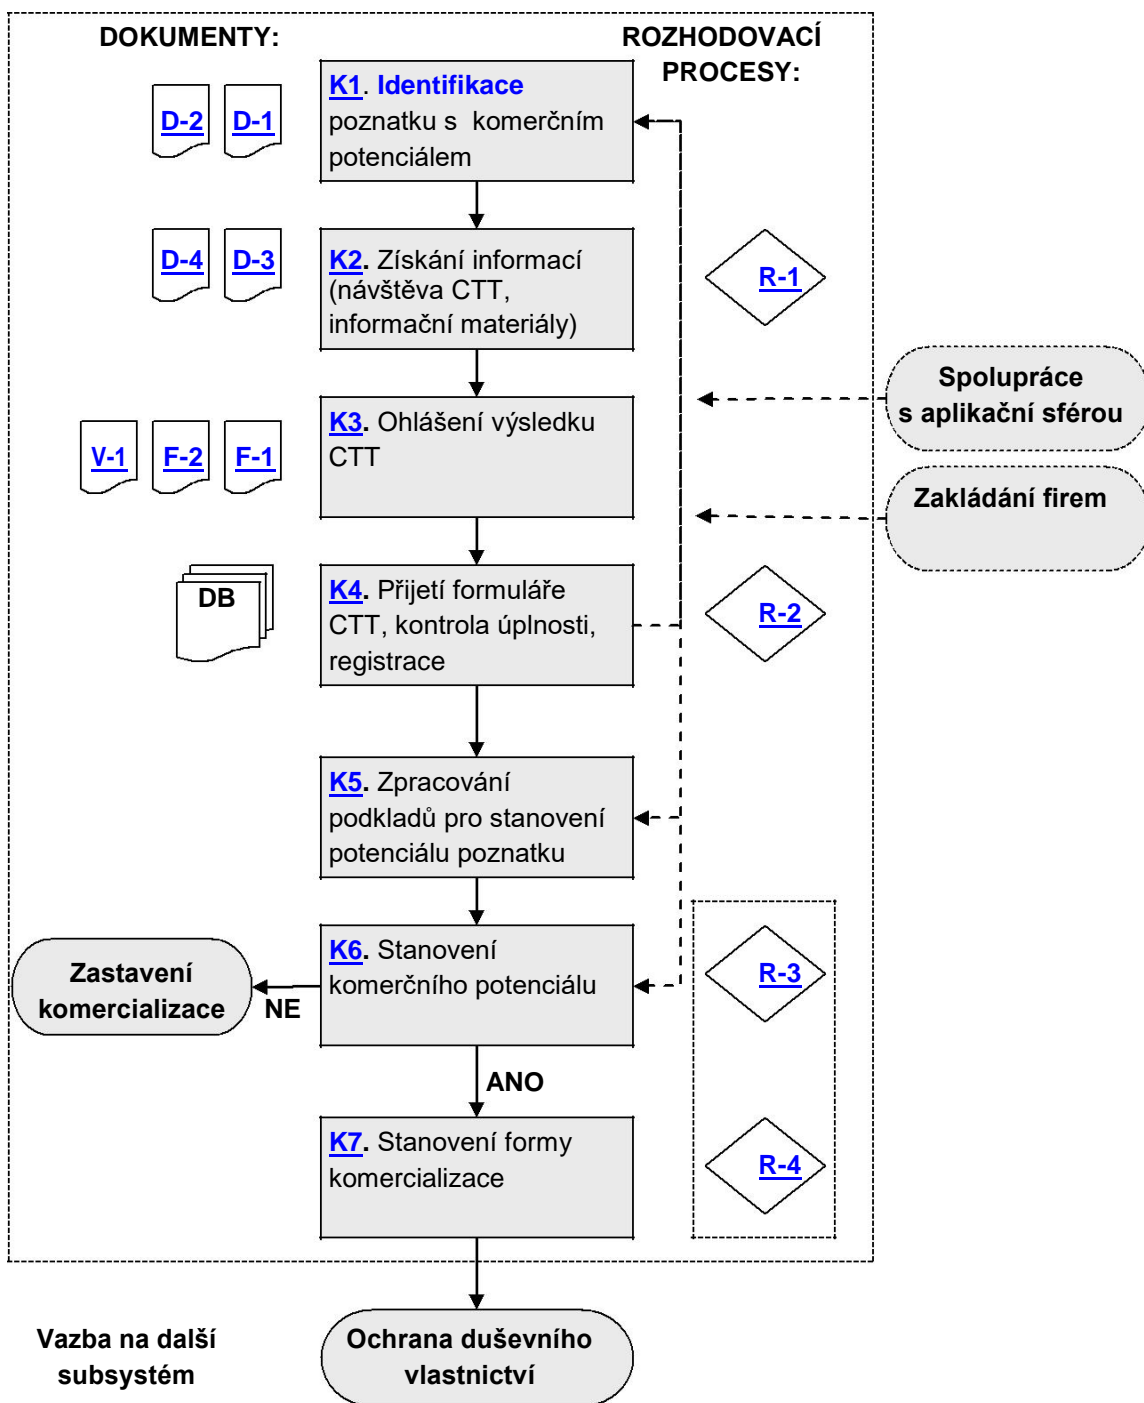 DOKUMENTY:
ROZHODOVACÍ
PROCESY:
D-2 D-1
K1. Identifikace
poznatku s komerčním
potenciálem
D-4 D-3
K2. Získání informací
(návštěva CTT,
informační materiály)
R-1
Spolupráce
s aplikační sférou
V-1 F-2 F-1
K3. Ohlášení výsledku
CTT
Zakládání firem
DB
K4. Přijetí formuláře
CTT, kontrola úplnosti,
registrace
R-2
K5. Zpracování
podkladů pro stanovení
potenciálu poznatku
Zastavení
komercializace
NE
K6. Stanovení
komerčního potenciálu
R-3
ANO
K7. Stanovení formy
komercializace
R-4
Vazba na další
subsystém
Ochrana duševního
vlastnictví